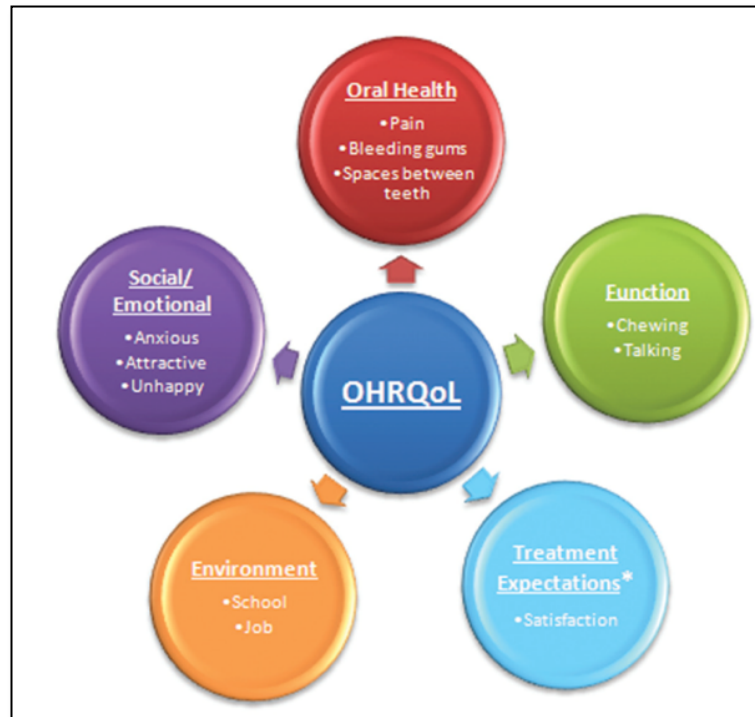 Oral Health
•Pain
•Bleeding gums
•Spaces between
teeth
Social/
Emotional
•Anxious
•Attractive
•Unhappy
Function
•Chewing
•Talking
OHRQoL
Environment
•School
•Job
Treatment
Expectations*
•Satisfaction